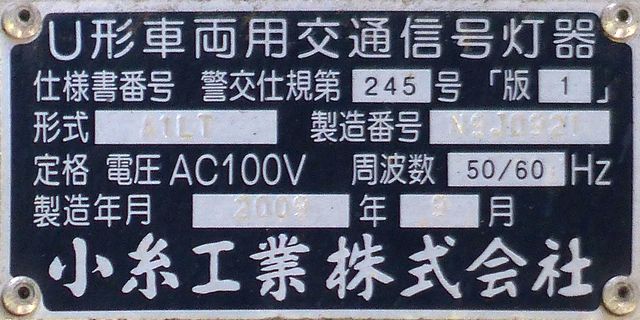 U形車両用交通信号灯器
仕様書番号 警交仕規第 245 号 「版 1 」
形式 A1LT 製造番号
定格 電圧 AC100V 周波数 50/60 Hz
製造年月 2009 年 月
小糸工業株式会社